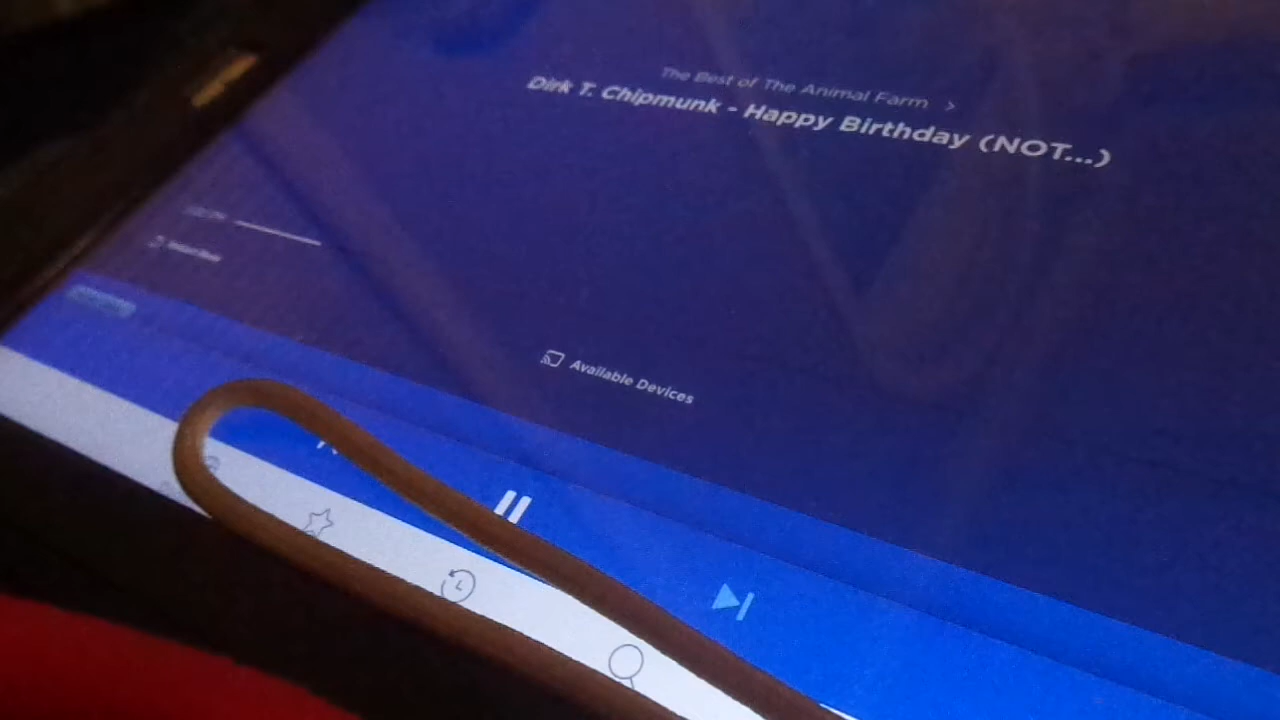 The Best of The Animal Farm >
Dirk T. Chipmunk - Happy Birthday (NOT...)
Available Devices